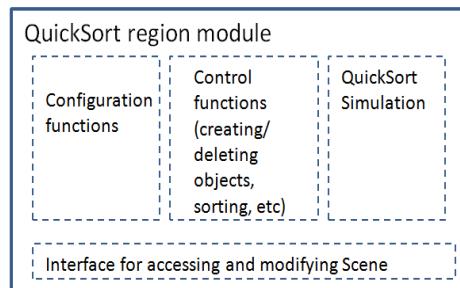 QuickSort region module
Configuration
functions
Control
functions
(creating/
deleting
objects,
sorting, etc)
QuickSort
Simulation
Interface for accessing and modifying Scene